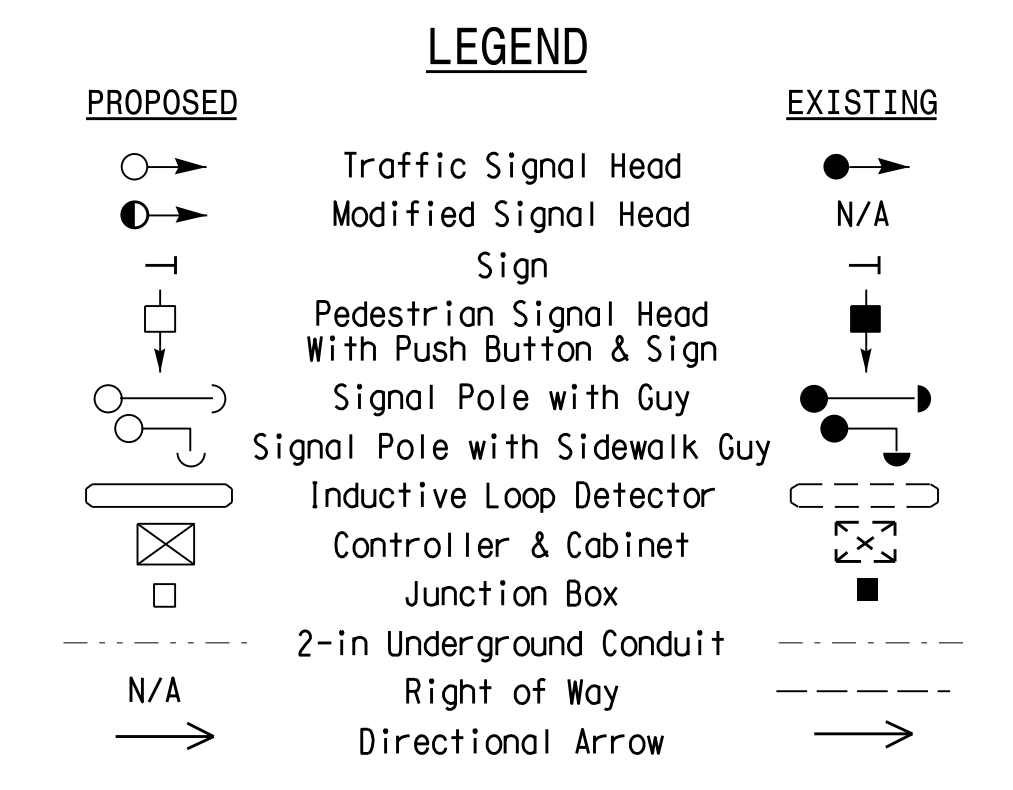 LEGEND
PROPOSED EXISTING
Traffic Signal Head
Modified Signal Head N/A
Sign
Pedestrian Signal Head
With Push Button & Sign
Signal Pole with Guy
Signal Pole with Sidewalk Guy
Inductive Loop Detector
Controller & Cabinet
Junction Box
2-in Underground Conduit
N/A Right of Way
Directional Arrow